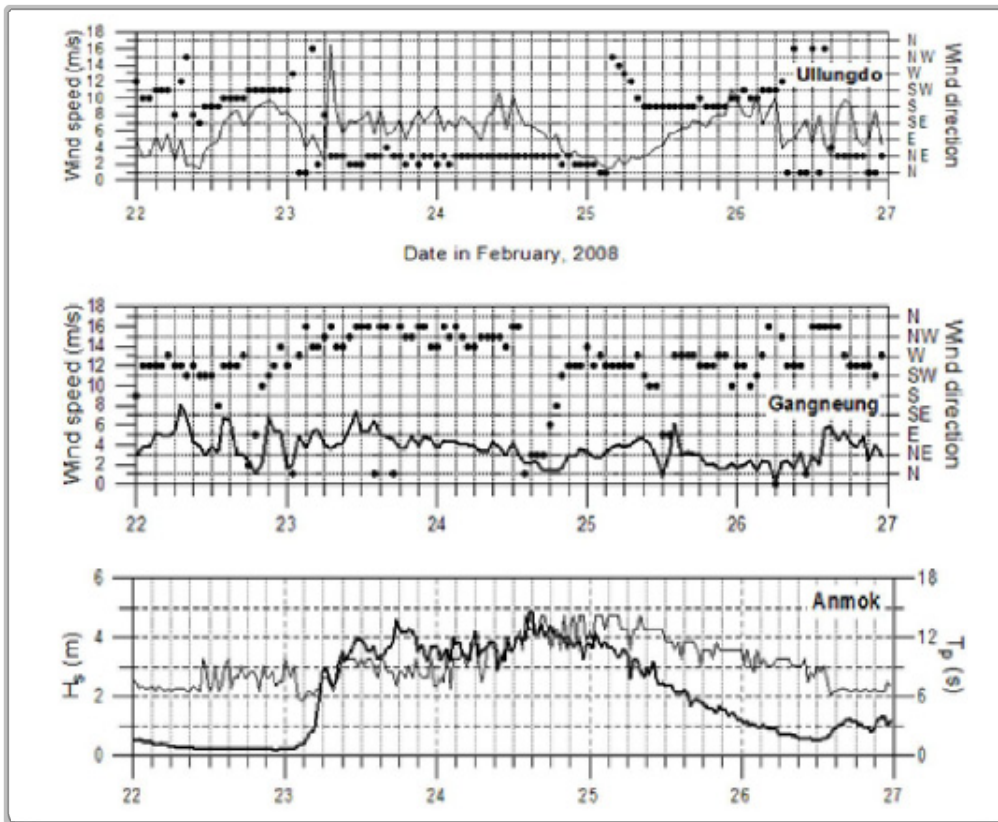 Wind speed (m/s)
18
16
14
12
10
8
6
4
2
0
N
NW
W
SW
S
SE
E
NE
N
Wind direction
Ullungdo
22 23 24 25 26 27
Date in February, 2008
Wind speed (m/s)
18
16
14
12
10
8
6
4
2
0
N
NW
W
SW
S
SE
E
NE
N
Wind direction
Gangneung
22 23 24 25 26 27
Hs (m)
6
4
2
0
18
12
6
0
Tp (s)
Anmok
22 23 24 25 26 27